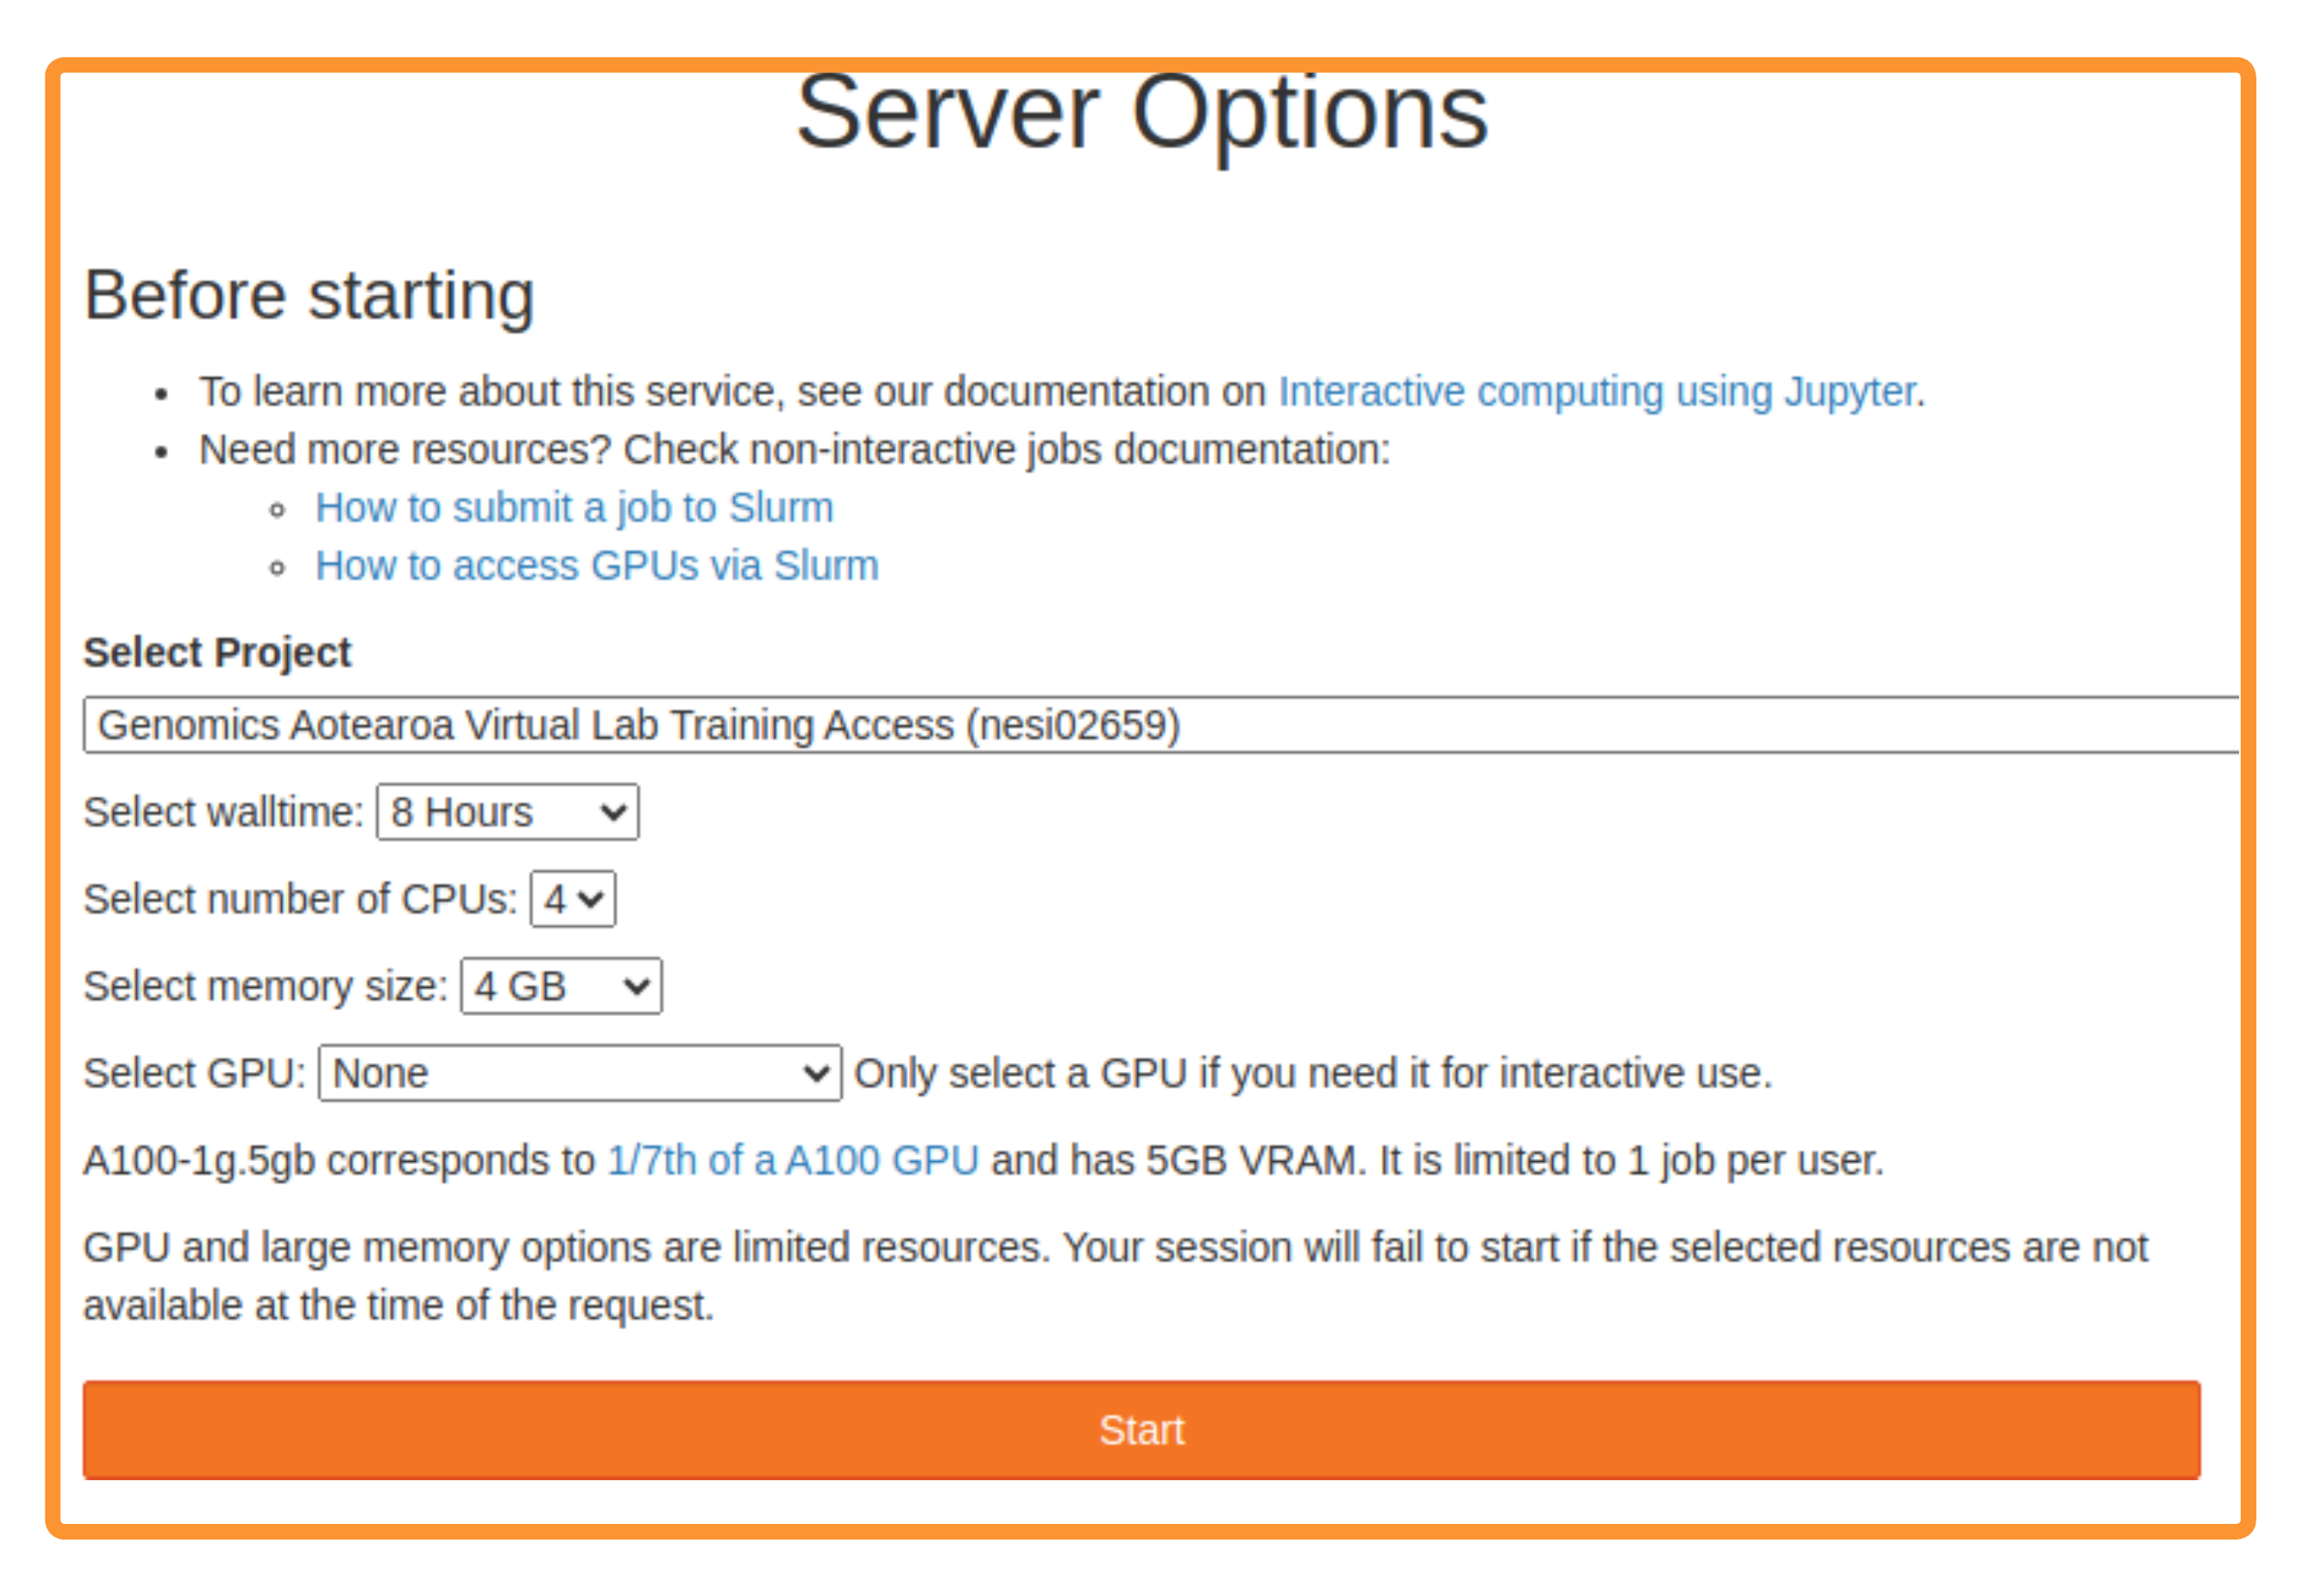 Server Options
Before starting
To learn more about this service, see our documentation on Interactive computing using Jupyter.
Need more resources? Check non-interactive jobs documentation:
How to submit a job to Slurm
How to access GPUs via Slurm
Select Project
Genomics Aotearoa Virtual Lab Training Access (nesi02659)
Select walltime: 8 Hours
Select number of CPUs: 4
Select memory size: 4 GB
Select GPU: None Only select a GPU if you need it for interactive use.
A100-1g.5gb corresponds to 1/7th of a A100 GPU and has 5GB VRAM. It is limited to 1 job per user.
GPU and large memory options are limited resources. Your session will fail to start if the selected resources are not
available at the time of the request.
Start